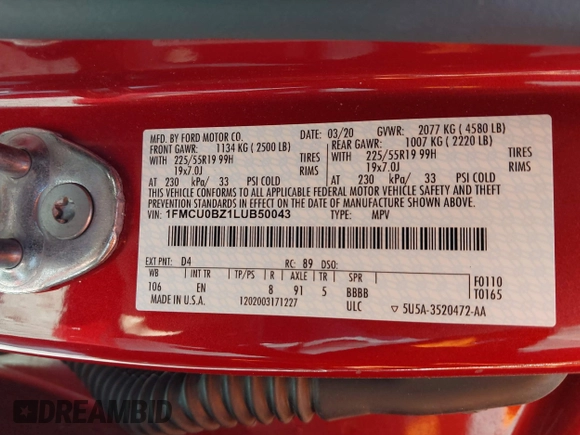 MFD. BY FORD MOTOR CO. DATE: 03/20 GVWR: 2077 KG ( 4580 LB)
FRONT GAWR: 1134 KG ( 2500 LB) REAR GAWR: 1007 KG ( 2220 LB)
WITH 225/55R19 99H TIRES WITH 225/55R19 99H TIRES
19x7.0J RIMS 19x7.0J RIMS
AT 230 kPa/ 33 PSI COLD AT 230 kPa/ 33 PSI COLD
THIS VEHICLE CONFORMS TO ALL APPLICABLE FEDERAL MOTOR VEHICLE SAFETY AND THEFT
PREVENTION STANDARDS IN EFFECT ON THE DATE OF MANUFACTURE SHOWN ABOVE.
VIN: 1FMCU0BZ1LUB50043 TYPE: MPV
EXT PNT: D4 RC: 89 DSO:
WB INT TR TP/PS R AXLE TR SPR F0110
106 EN 8 91 5 BBBB T0165
MADE IN U.S.A. 1202003171227 ULC 5U5A-3520472-AA
DREAMBID